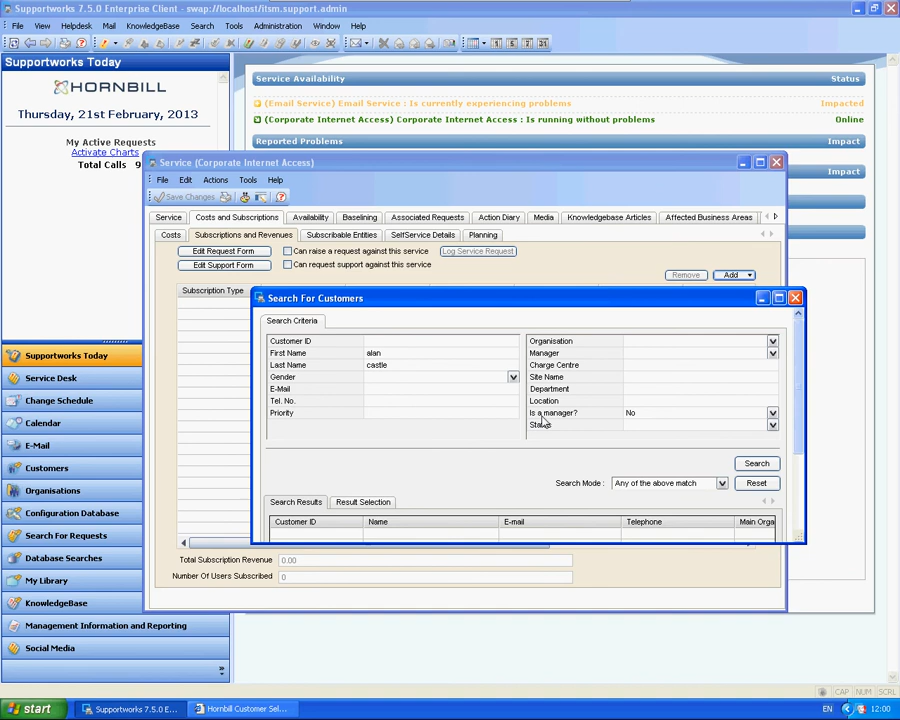 Supportworks 7.5.0 Enterprise Client - swap://localhost/itsm.support.admin
File View Helpdesk Mail KnowledgeBase Search Tools Administration Window Help
1 5 7 31
Supportworks Today
HORNBILL
Thursday, 21st February, 2013
My Active Requests
Activate Charts
Total Calls 9
Service Availability Status
(Email Service) Email Service : Is currently experiencing problems Impacted
(Corporate Internet Access) Corporate Internet Access : Is running without problems Online
Reported Problems Impact
Impact
Service (Corporate Internet Access)
File Edit Actions Tools Help
Save Changes
Service Costs and Subscriptions Availability Baselining Associated Requests Action Diary Media Knowledgebase Articles Affected Business Areas
Costs Subscriptions and Revenues Subscribable Entities SelfService Details Planning
Edit Request Form Can raise a request against this service Log Service Request
Edit Support Form Can request support against this service
Remove Add
Subscription Type
Search For Customers
Search Criteria
Customer ID
First Name alan
Last Name castle
Gender
E-Mail
Tel. No.
Priority
Organisation
Manager
Charge Centre
Site Name
Department
Location
Is a manager? No
Search
Search Mode : Any of the above match Reset
Search Results Result Selection
Customer ID Name E-mail Telephone Main Orga
Total Subscription Revenue 0.00
Number Of Users Subscribed 0
Supportworks Today
Service Desk
Change Schedule
Calendar
E-Mail
Customers
Organisations
Configuration Database
Search For Requests
Database Searches
My Library
KnowledgeBase
Management Information and Reporting
Social Media
CAP NUM SCRL
start Supportworks 7.5.0 E... Hornbill Customer Sel... EN 12:00